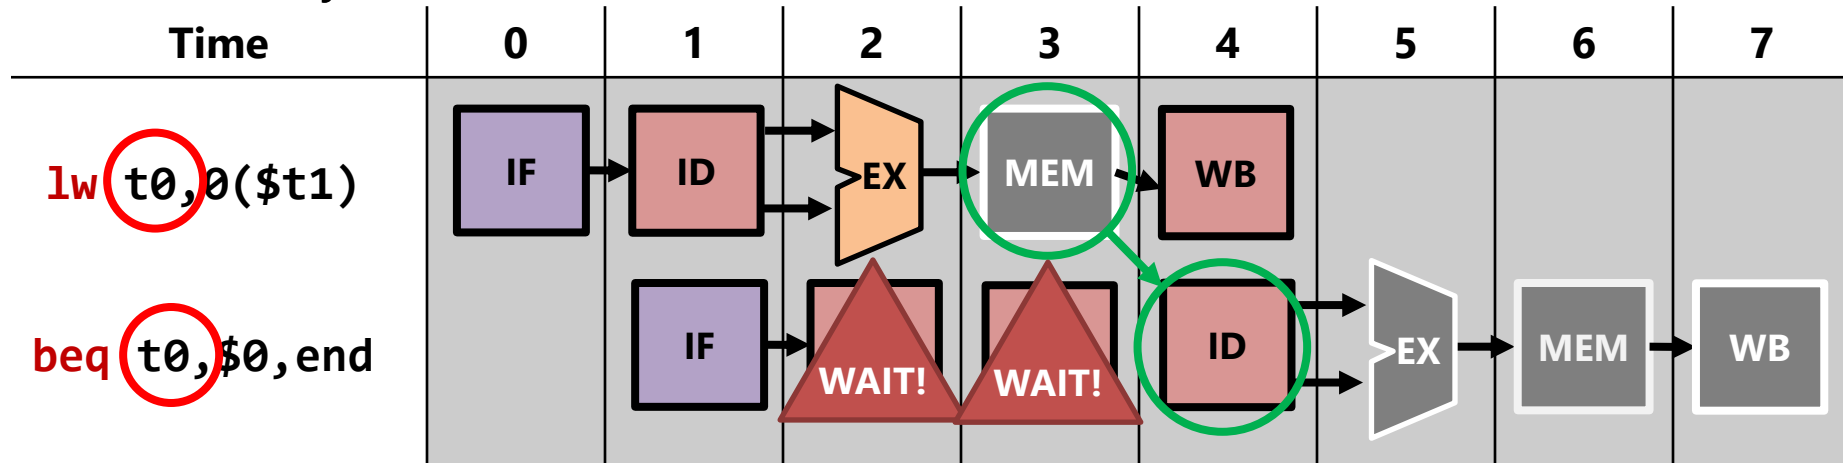 Time 0 1 2 3 4 5 6 7
lw t0,0($t1) IF ID EX MEM WB
beq t0,$0,end IF WAIT! WAIT! ID EX MEM WB